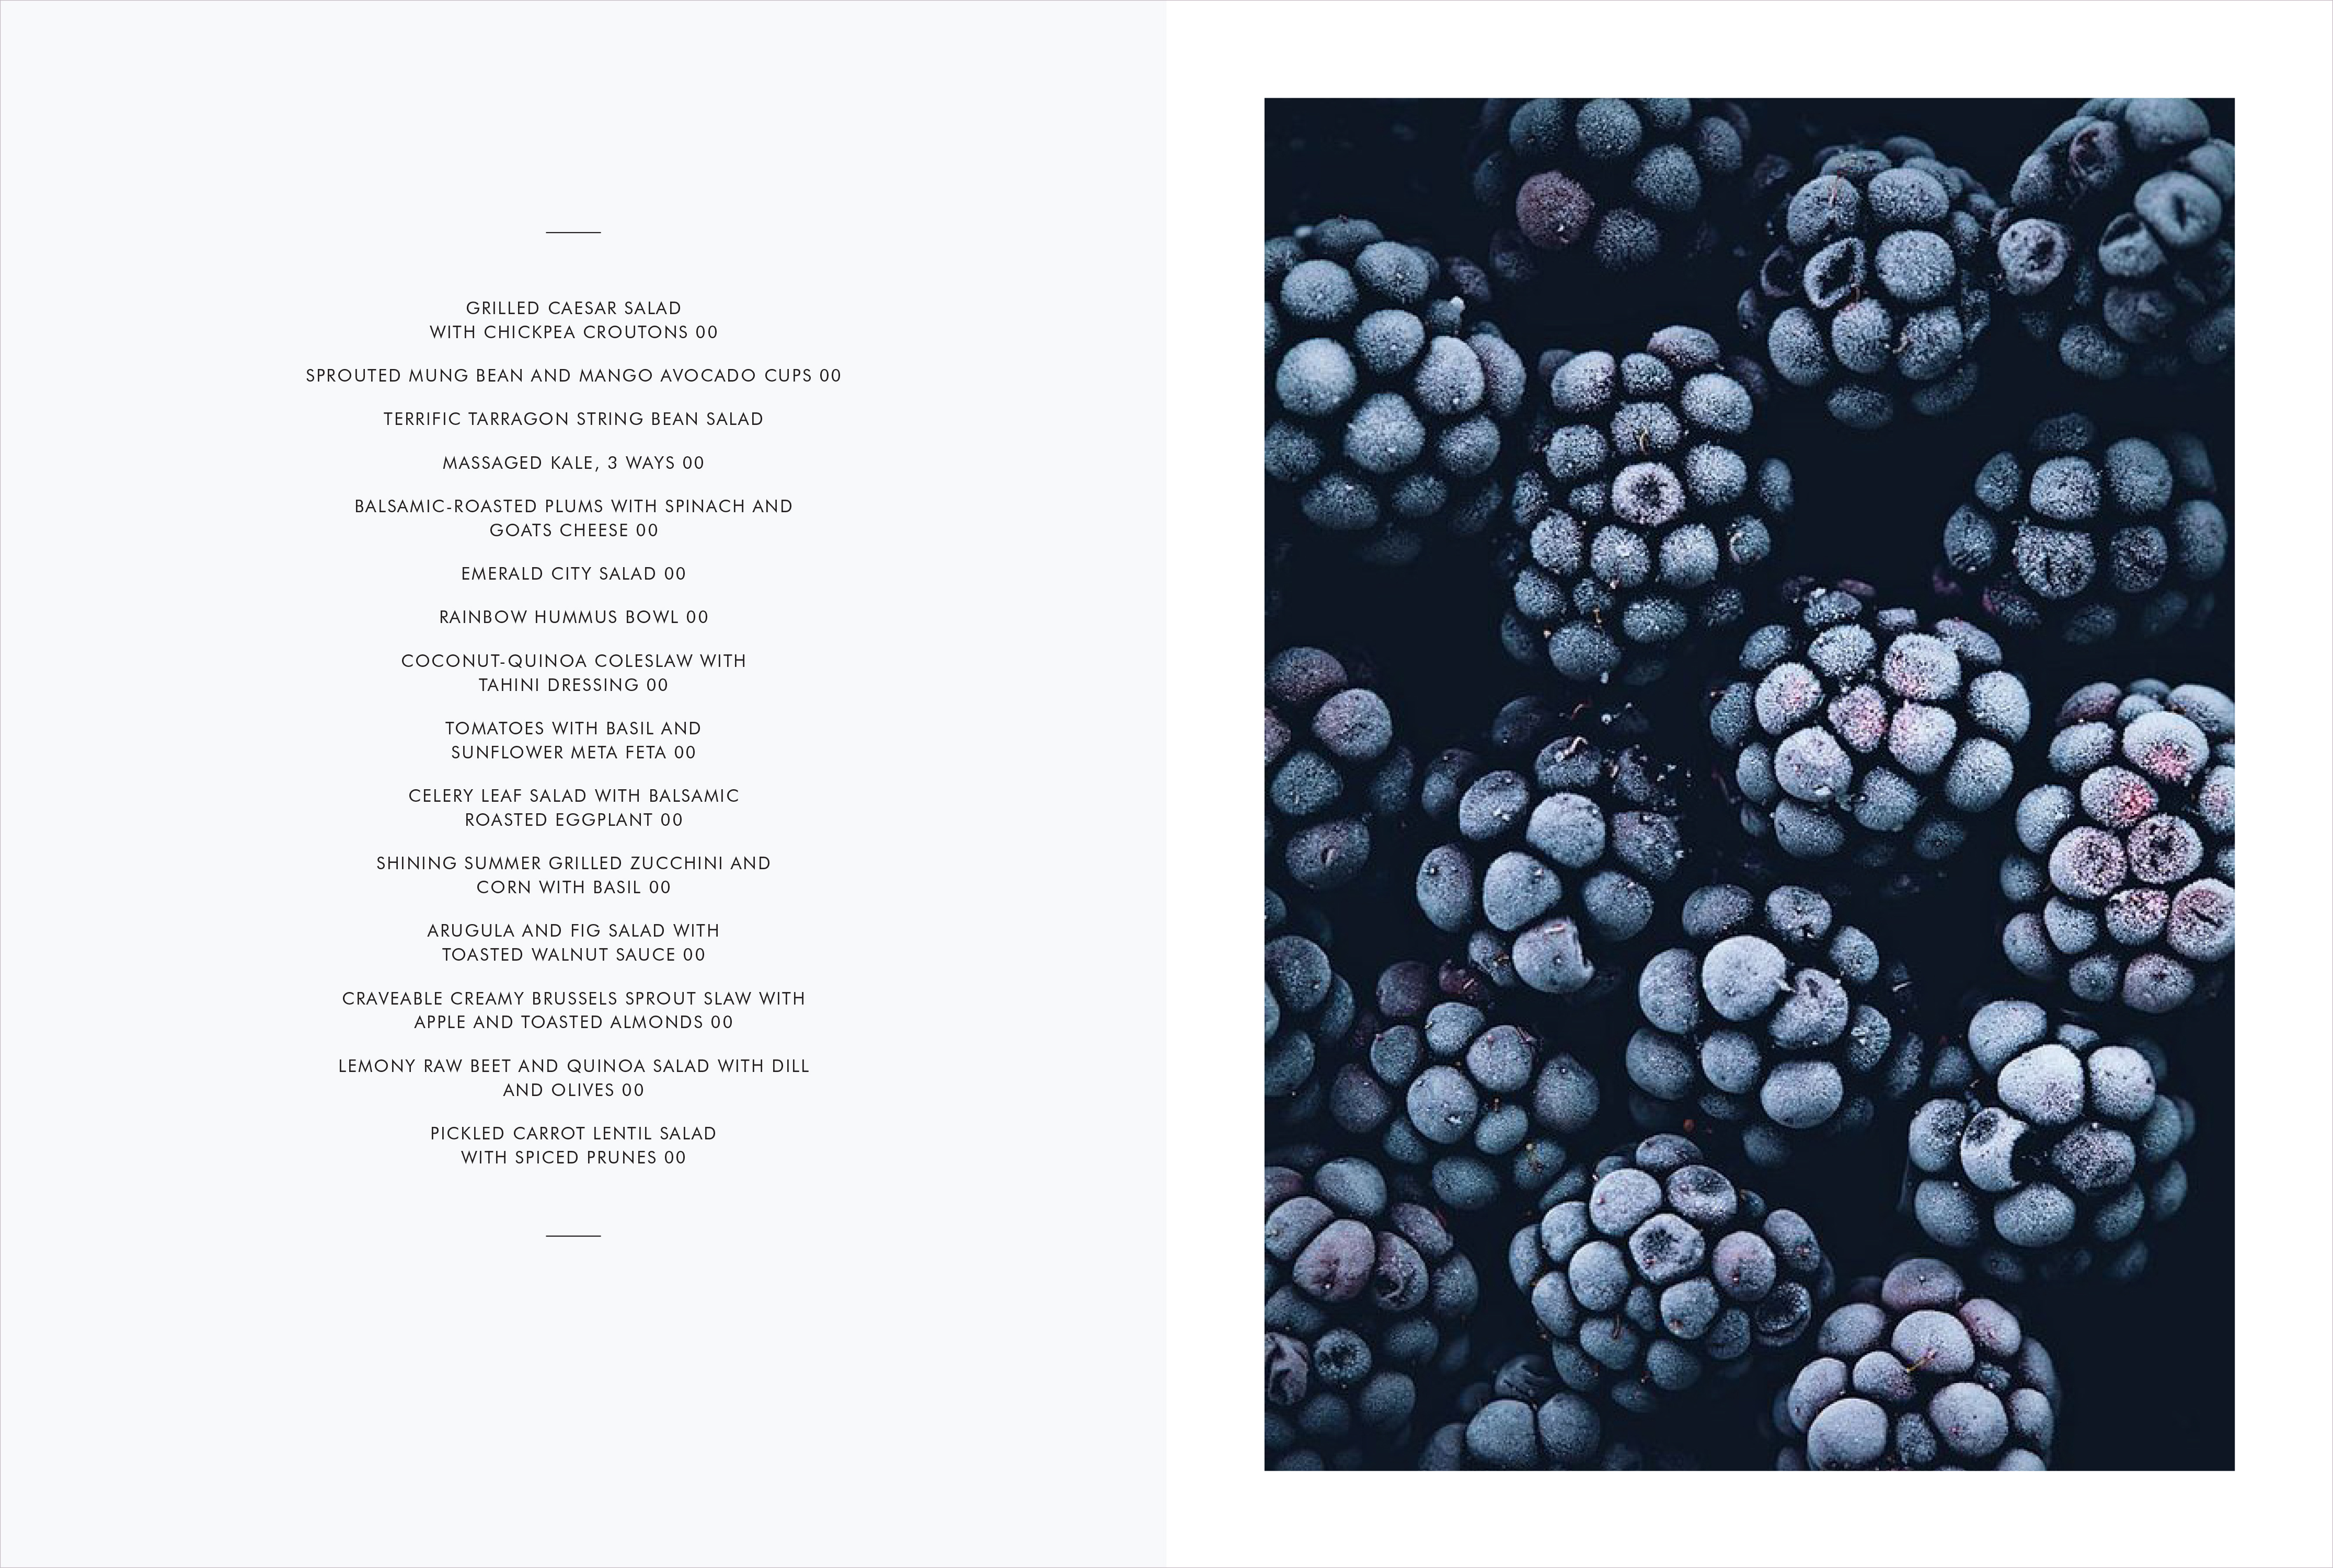 GRILLED CAESAR SALAD
WITH CHICKPEA CROUTONS 00
SPROUTED MUNG BEAN AND MANGO AVOCADO CUPS 00
TERRIFIC TARRAGON STRING BEAN SALAD
MASSAGED KALE, 3 WAYS 00
BALSAMIC-ROASTED PLUMS WITH SPINACH AND
GOATS CHEESE 00
EMERALD CITY SALAD 00
RAINBOW HUMMUS BOWL 00
COCONUT-QUINOA COLESLAW WITH
TAHINI DRESSING 00
TOMATOES WITH BASIL AND
SUNFLOWER META FETA 00
CELERY LEAF SALAD WITH BALSAMIC
ROASTED EGGPLANT 00
SHINING SUMMER GRILLED ZUCCHINI AND
CORN WITH BASIL 00
ARUGULA AND FIG SALAD WITH
TOASTED WALNUT SAUCE 00
CRAVEABLE CREAMY BRUSSELS SPROUT SLAW WITH
APPLE AND TOASTED ALMONDS 00
LEMONY RAW BEET AND QUINOA SALAD WITH DILL
AND OLIVES 00
PICKLED CARROT LENTIL SALAD
WITH SPICED PRUNES 00